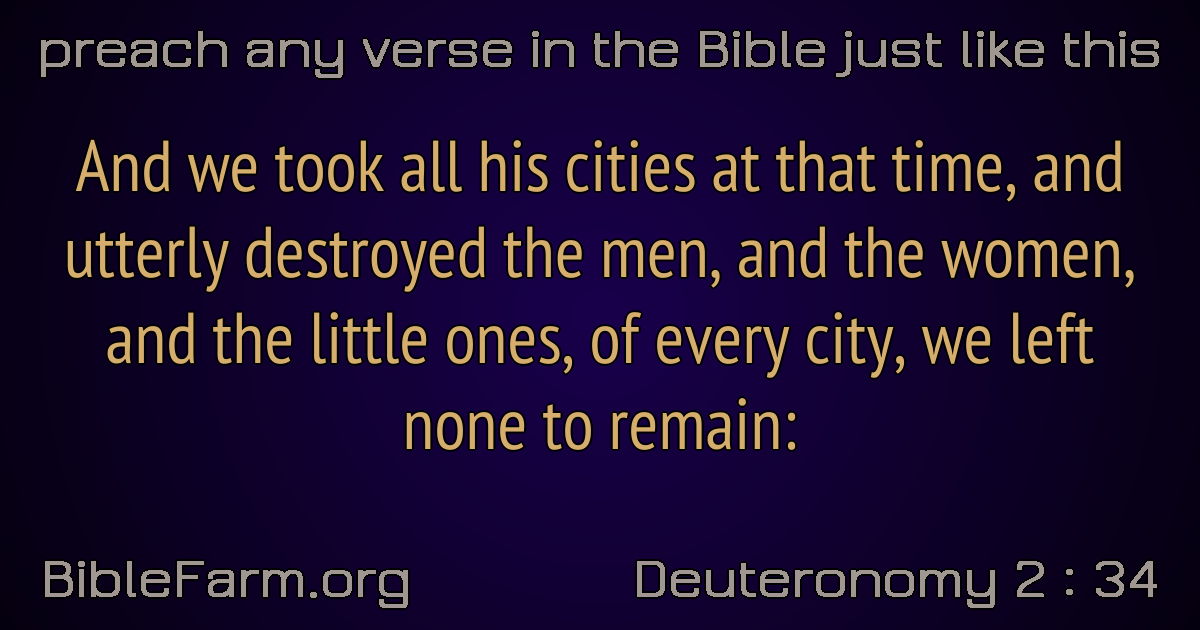 preach any verse in the Bible just like this
And we took all his cities at that time, and
utterly destroyed the men, and the women,
and the little ones, of every city, we left
none to remain:
BibleFarm.org
Deuteronomy 2 : 34